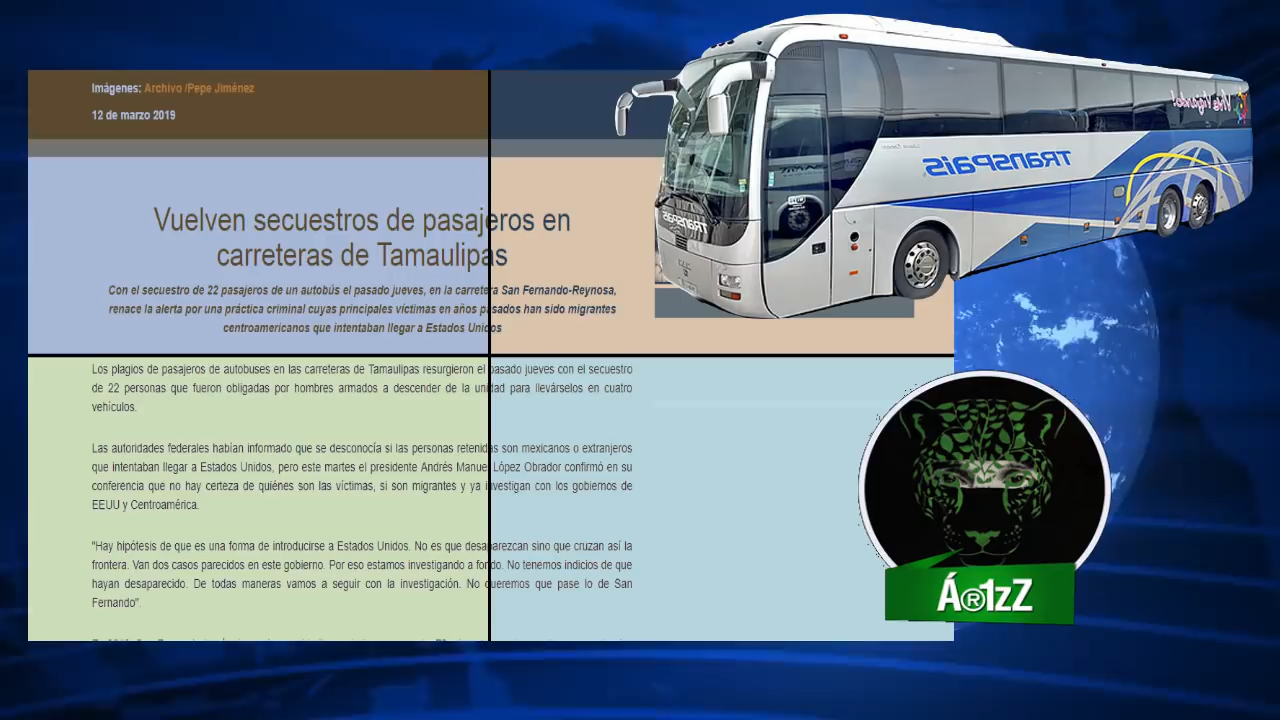 Imágenes: Archivo /Pepe Jiménez
12 de marzo 2019
Vuelven secuestros de pasajeros en
carreteras de Tamaulipas
Con el secuestro de 22 pasajeros de un autobús el pasado jueves, en la carretera San Fernando-Reynosa,
renace la alerta por una práctica criminal cuyas principales víctimas en años pasados han sido migrantes
centroamericanos que intentaban llegar a Estados Unidos
Los plagios de pasajeros de autobuses en las carreteras de Tamaulipas resurgieron el pasado jueves con el secuestro
de 22 personas que fueron obligadas por hombres armados a descender de la unidad para llevárselos en cuatro
vehículos.
Las autoridades federales habían informado que se desconocía si las personas retenidas son mexicanos o extranjeros
que intentaban llegar a Estados Unidos, pero este martes el presidente Andrés Manuel López Obrador confirmó en su
conferencia que no hay certeza de quiénes son las víctimas, si son migrantes y ya investigan con los gobiernos de
EEUU y Centroamérica.
"Hay hipótesis de que es una forma de introducirse a Estados Unidos. No es que desaparezcan sino que cruzan así la
frontera. Van dos casos parecidos en este gobierno. Por eso estamos investigando a fondo. No tenemos indicios de que
hayan desaparecido. De todas maneras vamos a seguir con la investigación. No queremos que pase lo de San
Fernando".
Vive Viajando!
TRANSPAÍS
TRANSPAÍS
Á®1zZ